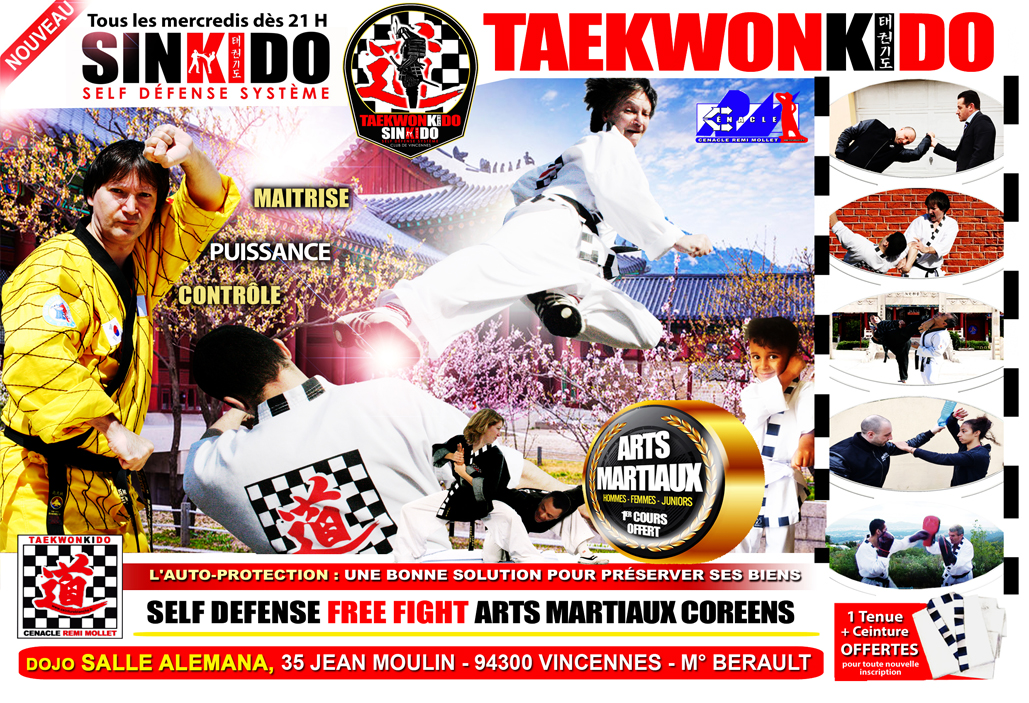 NOUVEAU
Tous les mercredis dès 21 H
SINKIDO
태권기도
SELF DÉFENSE SYSTÈME
TAEKWONKIDO
SINKIDO
CLUB DE VINCENNES
TAEKWONKIDO
태권기도
CENACLE
CENACLE REMI MOLLET
MAITRISE
PUISSANCE
CONTRÔLE
道
ARTS
MARTIAUX
HOMMES - FEMMES - JUNIORS
1ER COURS
OFFERT
TAEKWONKIDO
道
CENACLE REMI MOLLET
L'AUTO-PROTECTION : UNE BONNE SOLUTION POUR PRÉSERVER SES BIENS
SELF DEFENSE FREE FIGHT ARTS MARTIAUX COREENS
DOJO SALLE ALEMANA, 35 JEAN MOULIN - 94300 VINCENNES - M° BERAULT
1 Tenue
+ Ceinture
OFFERTES
pour toute nouvelle
inscription